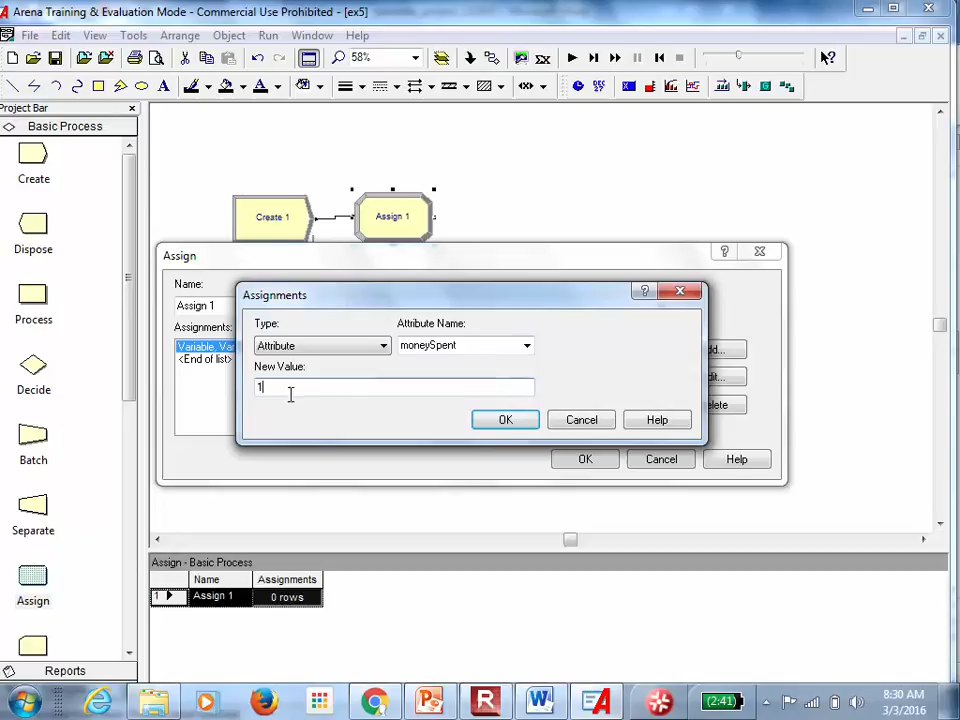 Arena Training & Evaluation Mode - Commercial Use Prohibited - [ex5]
File Edit View Tools Arrange Object Run Window Help
58%
Project Bar
Basic Process
Create
Dispose
Process
Decide
Batch
Separate
Assign
Reports
Create 1
Assign 1
Assign
Name:
Assign 1
Assignments:
Variable, Var
<End of list>
Assignments
Type:
Attribute Name:
Attribute
moneySpent
New Value:
1
OK
Cancel
Help
OK
Cancel
Help
Assign - Basic Process
Name
Assignments
1
Assign 1
0 rows
(2:41)
8:30 AM
3/3/2016